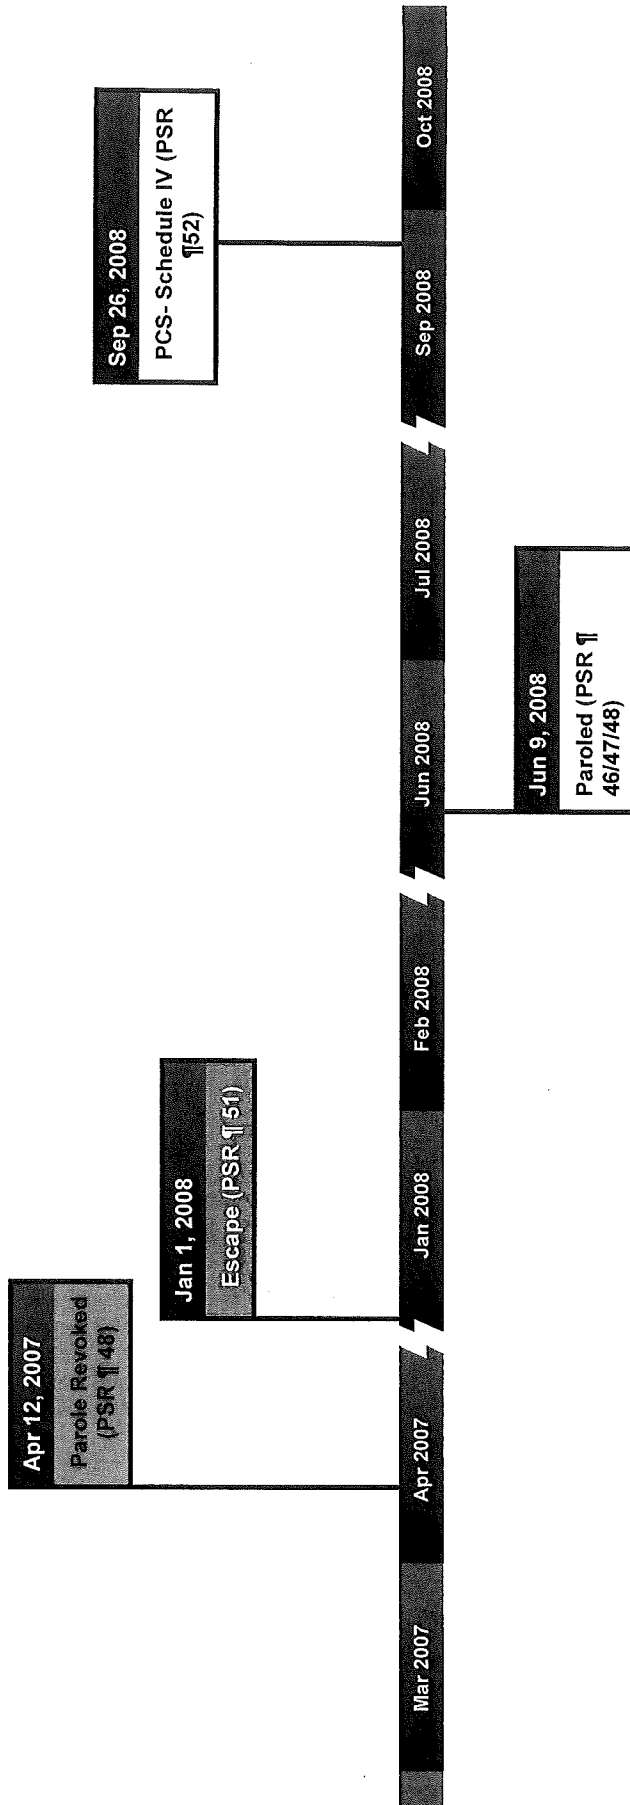 Apr 12, 2007
Parole Revoked
(PSR ¶ 48)
Jan 1, 2008
Escape (PSR ¶ 51)
Sep 26, 2008
PCS- Schedule IV (PSR
¶52)
Mar 2007
Apr 2007
Jan 2008
Feb 2008
Jun 2008
Jul 2008
Sep 2008
Oct 2008
Jun 9, 2008
Paroled (PSR ¶
46/47/48)